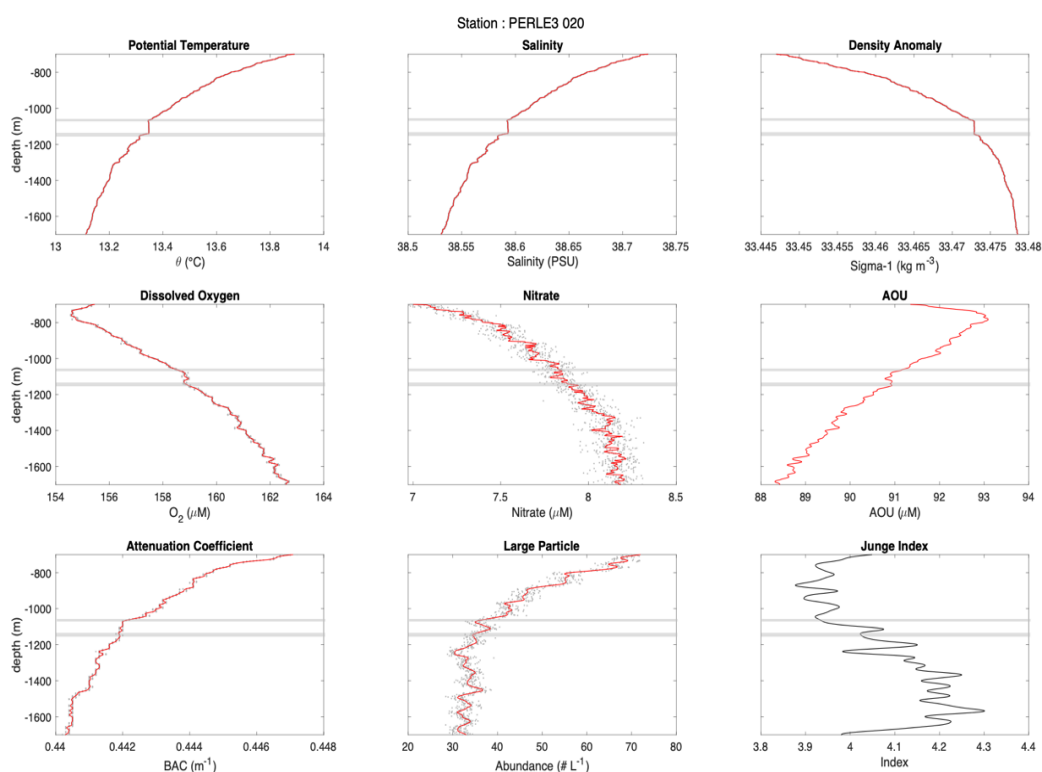 Station : PERLE3 020
Potential Temperature
Salinity
Density Anomaly
depth (m)
-800
-1000
-1200
-1400
-1600
13 13.2 13.4 13.6 13.8 14
θ (°C)
38.5 38.55 38.6 38.65 38.7 38.75
Salinity (PSU)
33.445 33.45 33.455 33.46 33.465 33.47 33.475 33.48
Sigma-1 (kg m⁻³)
Dissolved Oxygen
Nitrate
AOU
depth (m)
-800
-1000
-1200
-1400
-1600
154 156 158 160 162 164
O₂ (μM)
7 7.5 8 8.5
Nitrate (μM)
88 89 90 91 92 93 94
AOU (μM)
Attenuation Coefficient
Large Particle
Junge Index
depth (m)
-800
-1000
-1200
-1400
-1600
0.44 0.442 0.444 0.446 0.448
BAC (m⁻¹)
20 30 40 50 60 70 80
Abundance (# L⁻¹)
3.8 3.9 4 4.1 4.2 4.3 4.4
Index